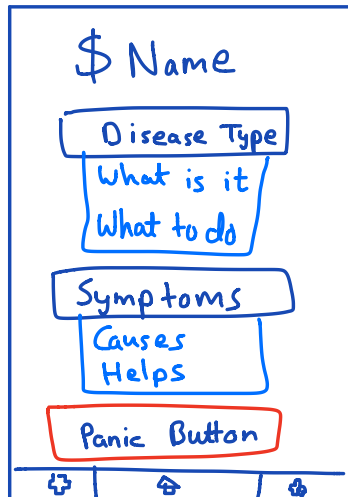 $ Name
Disease Type
What is it
What to do
Symptoms
Causes
Helps
Panic Button